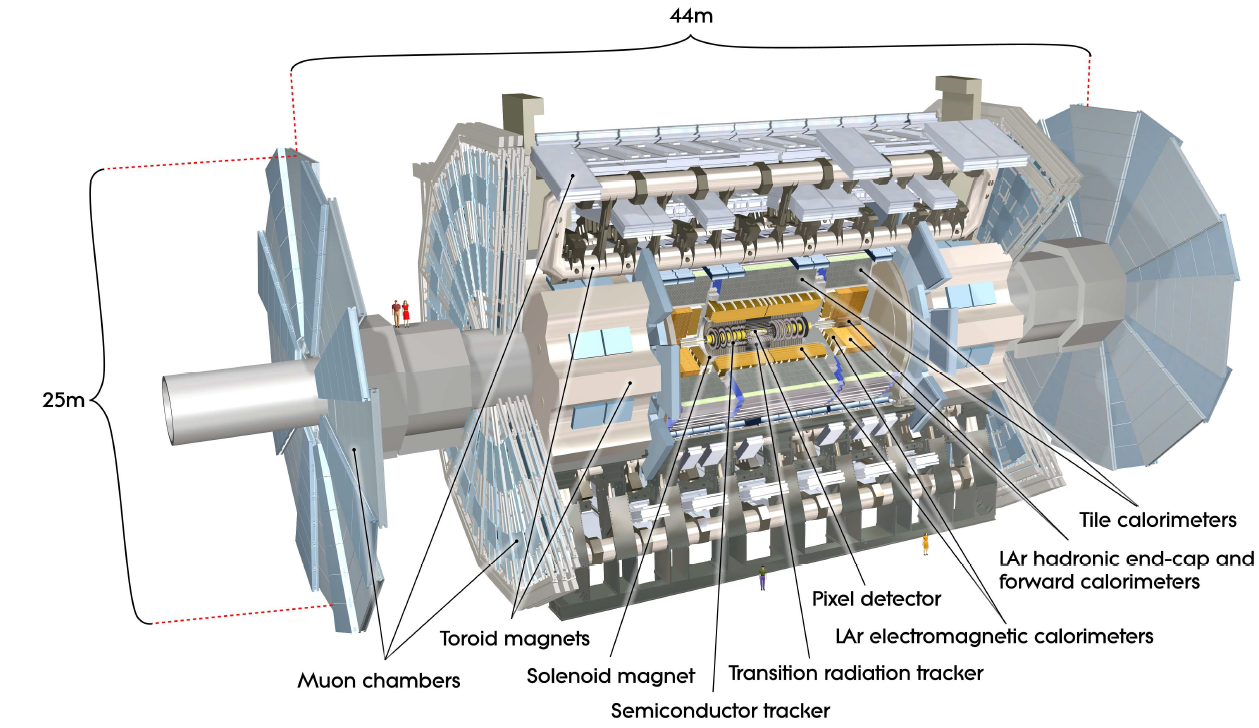 44m
25m
Tile calorimeters
LAr hadronic end-cap and
forward calorimeters
Pixel detector
LAr electromagnetic calorimeters
Toroid magnets
Solenoid magnet
Transition radiation tracker
Muon chambers
Semiconductor tracker